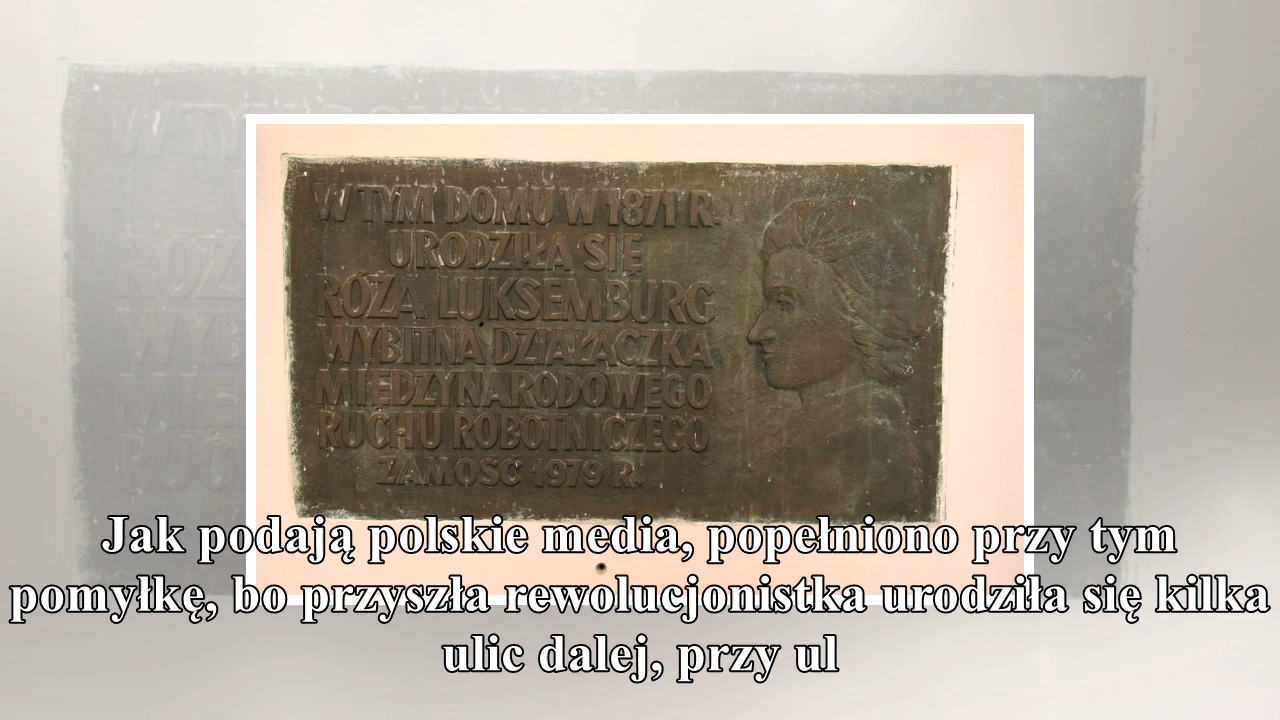 W TYM DOMU W 1871 R.
URODZIŁA SIĘ
RÓŻA LUKSEMBURG
WYBITNA DZIAŁACZKA
MIĘDZYNARODOWEGO
RUCHU ROBOTNICZEGO
ZAMOŚĆ 1979 R.
Jak podają polskie media, popełniono przy tym
pomyłkę, bo przyszła rewolucjonistka urodziła się kilka
ulic dalej, przy ul